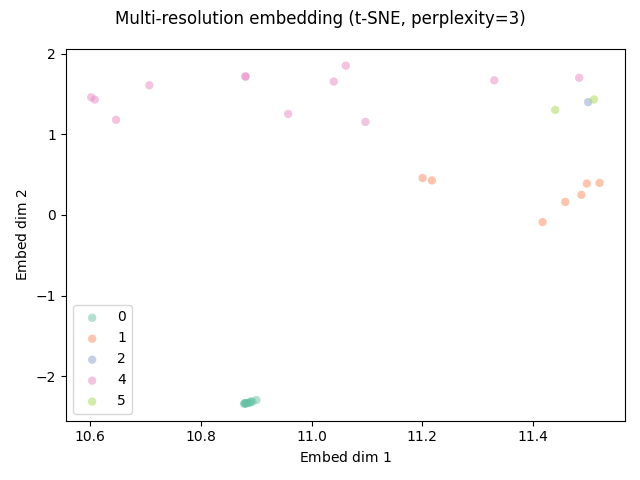 Multi-resolution embedding (t-SNE, perplexity=3)
2
1
0
−1
−2
Embed dim 2
0
1
2
4
5
10.6 10.8 11.0 11.2 11.4
Embed dim 1